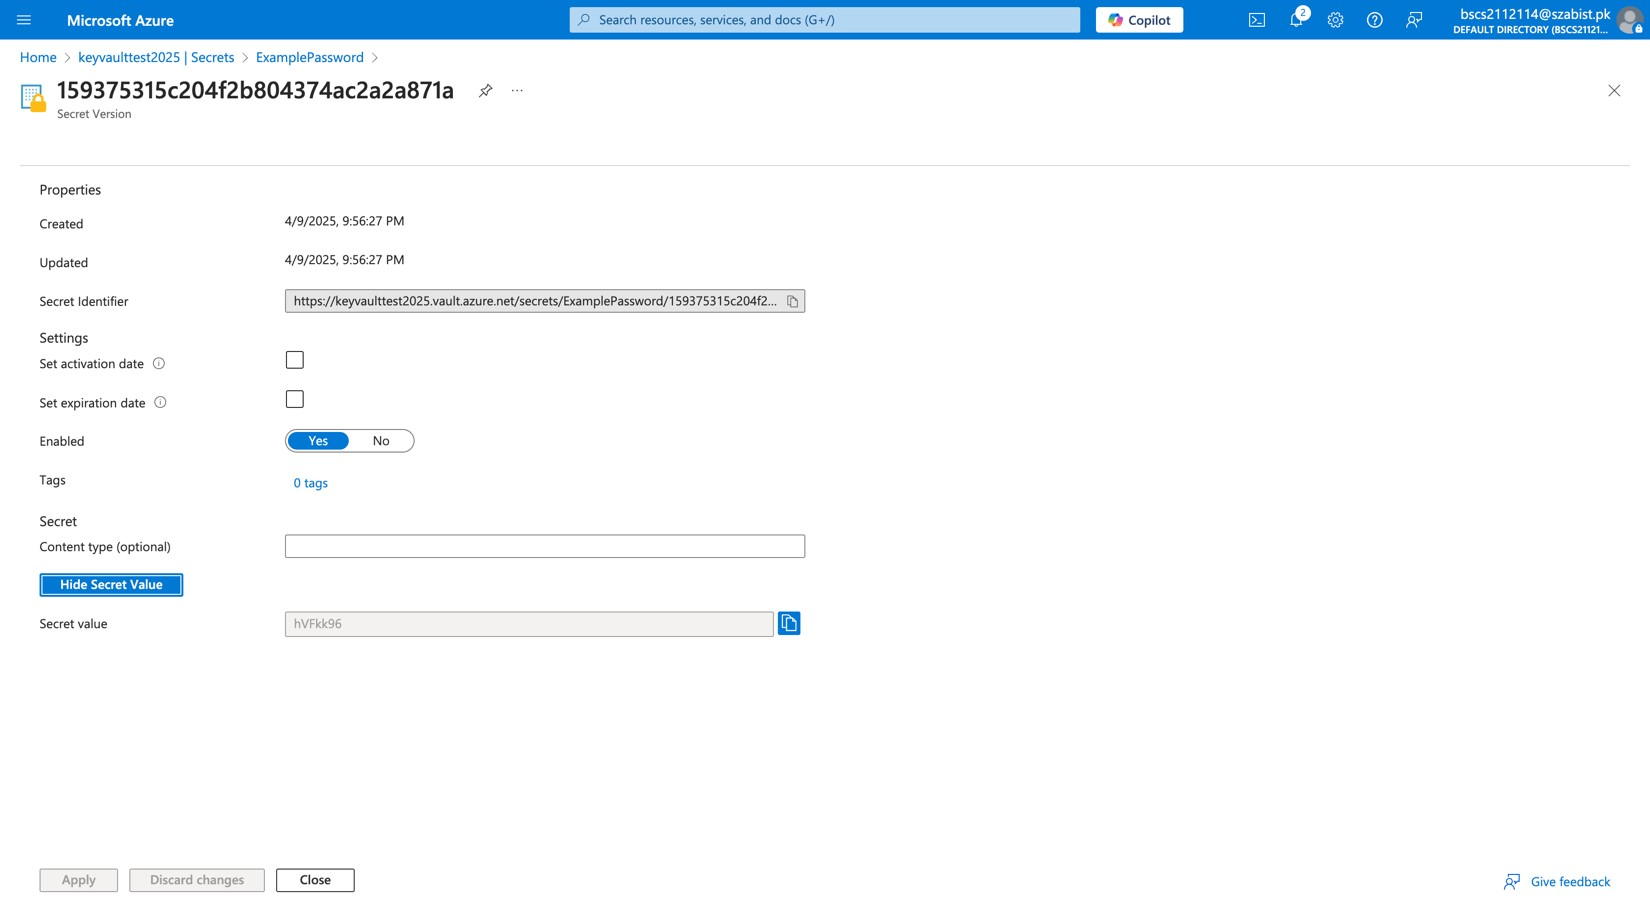 Microsoft Azure
Search resources, services, and docs (G+/)
Copilot
2
bscs2112114@szabist.pk
DEFAULT DIRECTORY (BSCS21121...
Home > keyvaulttest2025 | Secrets > ExamplePassword >
159375315c204f2b804374ac2a2a871a
...
Secret Version
Properties
Created 4/9/2025, 9:56:27 PM
Updated 4/9/2025, 9:56:27 PM
Secret Identifier https://keyvaulttest2025.vault.azure.net/secrets/ExamplePassword/159375315c204f2...
Settings
Set activation date
Set expiration date
Enabled Yes No
Tags 0 tags
Secret
Content type (optional)
Hide Secret Value
Secret value hVFkk96
Apply Discard changes Close Give feedback